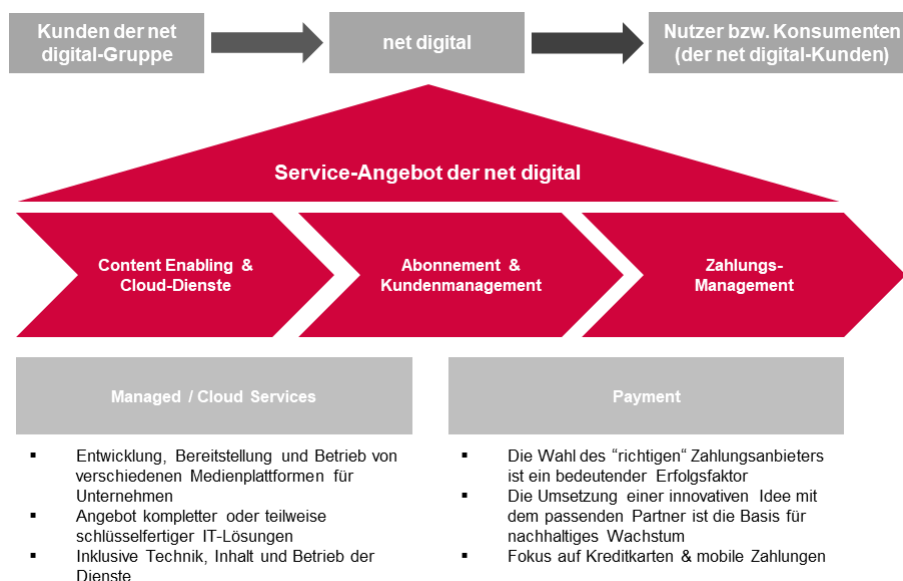 Kunden der net
digital-Gruppe
net digital
Nutzer bzw. Konsumenten
(der net digital-Kunden)
Service-Angebot der net digital
Content Enabling &
Cloud-Dienste
Abonnement &
Kundenmanagement
Zahlungs-
Management
Managed / Cloud Services
▪ Entwicklung, Bereitstellung und Betrieb von
verschiedenen Medienplattformen für
Unternehmen
▪ Angebot kompletter oder teilweise
schlüsselfertiger IT-Lösungen
▪ Inklusive Technik, Inhalt und Betrieb der
Dienste
Payment
▪ Die Wahl des “richtigen“ Zahlungsanbieters
ist ein bedeutender Erfolgsfaktor
▪ Die Umsetzung einer innovativen Idee mit
dem passenden Partner ist die Basis für
nachhaltiges Wachstum
▪ Fokus auf Kreditkarten & mobile Zahlungen